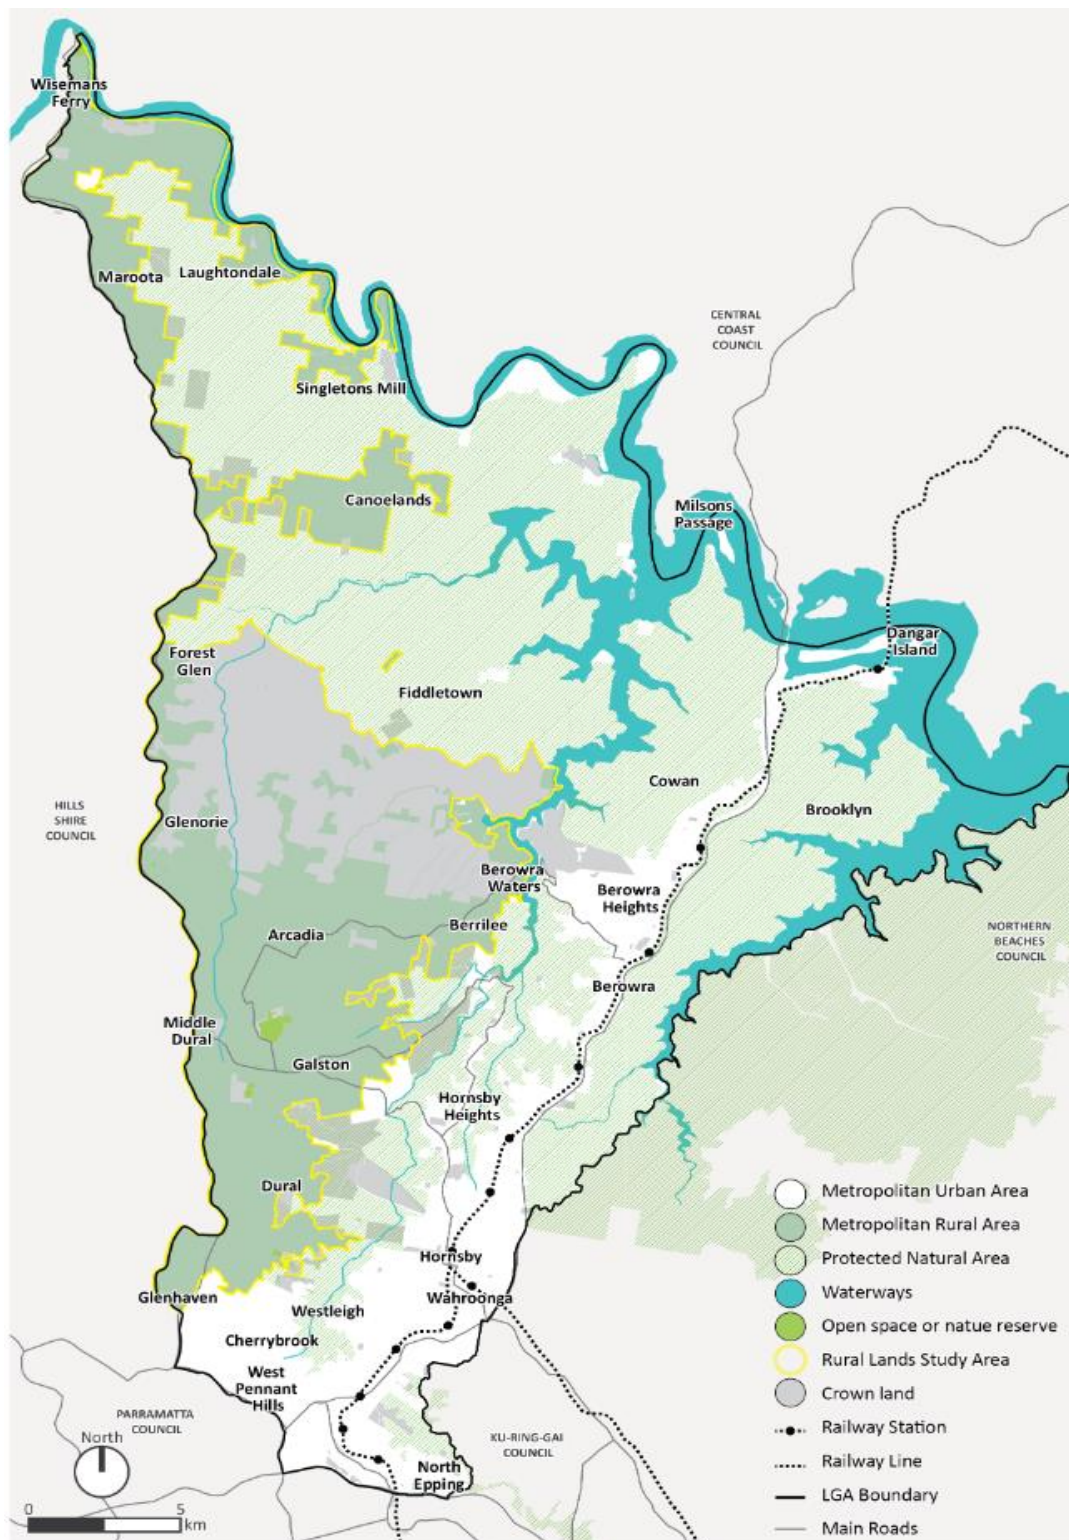 Wisemans
Ferry
Maroota
Laughtondale
CENTRAL
COAST
COUNCIL
Singletons Mill
Canoelands
Milsons
Passage
Dangar
Island
Forest
Glen
Fiddletown
Cowan
HILLS
SHIRE
COUNCIL
Glenorie
Brooklyn
Berowra
Waters
Berowra
Heights
Arcadia
Berrilee
NORTHERN
BEACHES
COUNCIL
Berowra
Middle
Dural
Galston
Hornsby
Heights
Dural
Hornsby
Glenhaven
Westleigh
Wahroonga
Cherrybrook
West
Pennant
Hills
PARRAMATTA
COUNCIL
KU-RING-GAI
COUNCIL
North
Epping
North
0
5
km
Metropolitan Urban Area
Metropolitan Rural Area
Protected Natural Area
Waterways
Open space or natue reserve
Rural Lands Study Area
Crown land
Railway Station
Railway Line
LGA Boundary
Main Roads